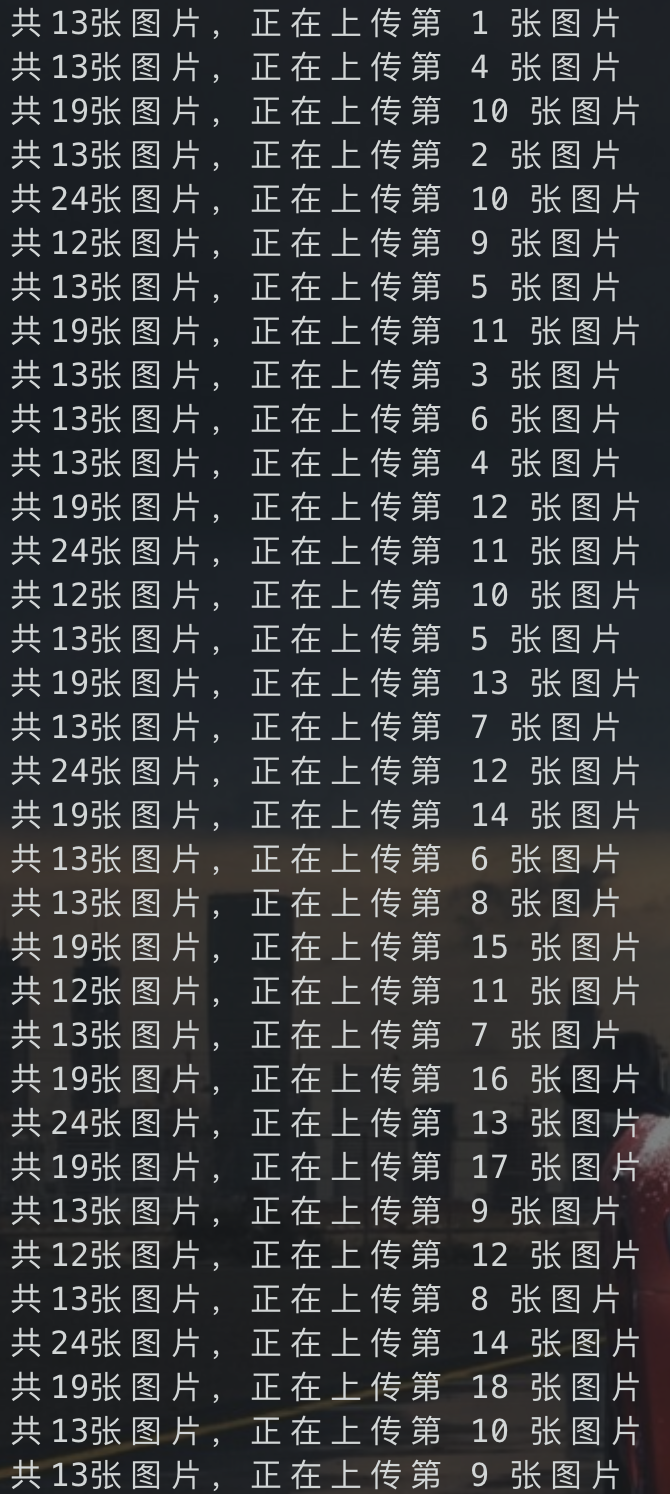 共 13张 图 片， 正 在 上 传 第 1 张 图 片
共 13张 图 片， 正 在 上 传 第 4 张 图 片
共 19张 图 片， 正 在 上 传 第 10 张 图 片
共 13张 图 片， 正 在 上 传 第 2 张 图 片
共 24张 图 片， 正 在 上 传 第 10 张 图 片
共 12张 图 片， 正 在 上 传 第 9 张 图 片
共 13张 图 片， 正 在 上 传 第 5 张 图 片
共 19张 图 片， 正 在 上 传 第 11 张 图 片
共 13张 图 片， 正 在 上 传 第 3 张 图 片
共 13张 图 片， 正 在 上 传 第 6 张 图 片
共 13张 图 片， 正 在 上 传 第 4 张 图 片
共 19张 图 片， 正 在 上 传 第 12 张 图 片
共 24张 图 片， 正 在 上 传 第 11 张 图 片
共 12张 图 片， 正 在 上 传 第 10 张 图 片
共 13张 图 片， 正 在 上 传 第 5 张 图 片
共 19张 图 片， 正 在 上 传 第 13 张 图 片
共 13张 图 片， 正 在 上 传 第 7 张 图 片
共 24张 图 片， 正 在 上 传 第 12 张 图 片
共 19张 图 片， 正 在 上 传 第 14 张 图 片
共 13张 图 片， 正 在 上 传 第 6 张 图 片
共 13张 图 片， 正 在 上 传 第 8 张 图 片
共 19张 图 片， 正 在 上 传 第 15 张 图 片
共 12张 图 片， 正 在 上 传 第 11 张 图 片
共 13张 图 片， 正 在 上 传 第 7 张 图 片
共 19张 图 片， 正 在 上 传 第 16 张 图 片
共 24张 图 片， 正 在 上 传 第 13 张 图 片
共 19张 图 片， 正 在 上 传 第 17 张 图 片
共 13张 图 片， 正 在 上 传 第 9 张 图 片
共 12张 图 片， 正 在 上 传 第 12 张 图 片
共 13张 图 片， 正 在 上 传 第 8 张 图 片
共 24张 图 片， 正 在 上 传 第 14 张 图 片
共 19张 图 片， 正 在 上 传 第 18 张 图 片
共 13张 图 片， 正 在 上 传 第 10 张 图 片
共 13张 图 片， 正 在 上 传 第 9 张 图 片